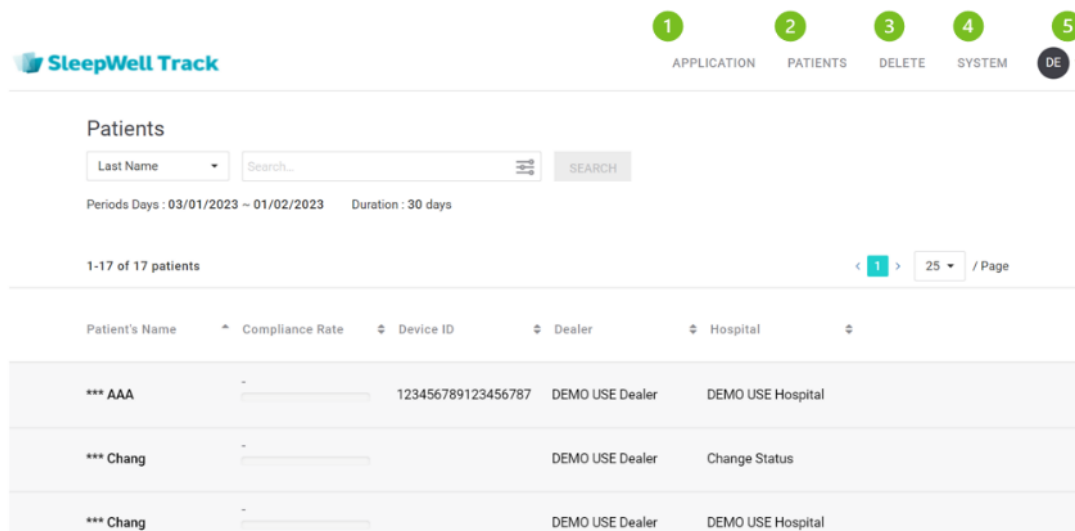 1 2 3 4 5
SleepWell Track APPLICATION PATIENTS DELETE SYSTEM DE
Patients
Last Name Search... SEARCH
Periods Days : 03/01/2023 ~ 01/02/2023 Duration : 30 days
1-17 of 17 patients < 1 > 25 / Page
Patient's Name Compliance Rate Device ID Dealer Hospital
*** AAA - 123456789123456787 DEMO USE Dealer DEMO USE Hospital
*** Chang - DEMO USE Dealer Change Status
*** Chang - DEMO USE Dealer DEMO USE Hospital